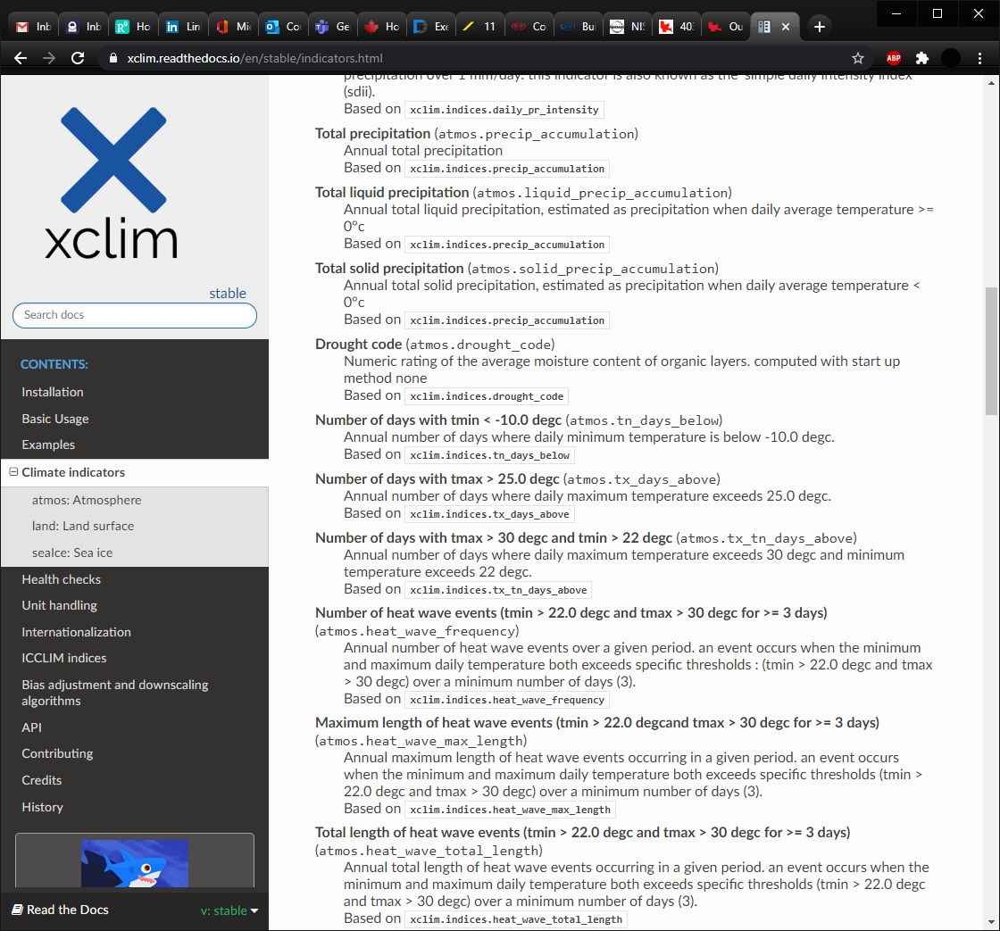 Inb
Inb
Ho
Lin
Mic
Co
Ge
Ho
Exe
11
Co
Bui
NIS
40:
Ou
xclim.readthedocs.io/en/stable/indicators.html
ABP
xclim
stable
Search docs
CONTENTS:
Installation
Basic Usage
Examples
Climate indicators
atmos: Atmosphere
land: Land surface
seaIce: Sea ice
Health checks
Unit handling
Internationalization
ICCLIM indices
Bias adjustment and downscaling
algorithms
API
Contributing
Credits
History
Read the Docs
v: stable
precipitation over 1 mm/day. this indicator is also known as the 'simple daily intensity index'
(sdii).
Based on xclim.indices.daily_pr_intensity
Total precipitation (atmos.precip_accumulation)
Annual total precipitation
Based on xclim.indices.precip_accumulation
Total liquid precipitation (atmos.liquid_precip_accumulation)
Annual total liquid precipitation, estimated as precipitation when daily average temperature >=
0°c
Based on xclim.indices.precip_accumulation
Total solid precipitation (atmos.solid_precip_accumulation)
Annual total solid precipitation, estimated as precipitation when daily average temperature <
0°c
Based on xclim.indices.precip_accumulation
Drought code (atmos.drought_code)
Numeric rating of the average moisture content of organic layers. computed with start up
method none
Based on xclim.indices.drought_code
Number of days with tmin < -10.0 degc (atmos.tn_days_below)
Annual number of days where daily minimum temperature is below -10.0 degc.
Based on xclim.indices.tn_days_below
Number of days with tmax > 25.0 degc (atmos.tx_days_above)
Annual number of days where daily maximum temperature exceeds 25.0 degc.
Based on xclim.indices.tx_days_above
Number of days with tmax > 30 degc and tmin > 22 degc (atmos.tx_tn_days_above)
Annual number of days where daily maximum temperature exceeds 30 degc and minimum
temperature exceeds 22 degc.
Based on xclim.indices.tx_tn_days_above
Number of heat wave events (tmin > 22.0 degc and tmax > 30 degc for >= 3 days)
(atmos.heat_wave_frequency)
Annual number of heat wave events over a given period. an event occurs when the minimum
and maximum daily temperature both exceeds specific thresholds : (tmin > 22.0 degc and tmax
> 30 degc) over a minimum number of days (3).
Based on xclim.indices.heat_wave_frequency
Maximum length of heat wave events (tmin > 22.0 degcand tmax > 30 degc for >= 3 days)
(atmos.heat_wave_max_length)
Annual maximum length of heat wave events occurring in a given period. an event occurs
when the minimum and maximum daily temperature both exceeds specific thresholds (tmin >
22.0 degc and tmax > 30 degc) over a minimum number of days (3).
Based on xclim.indices.heat_wave_max_length
Total length of heat wave events (tmin > 22.0 degc and tmax > 30 degc for >= 3 days)
(atmos.heat_wave_total_length)
Annual total length of heat wave events occurring in a given period. an event occurs when the
minimum and maximum daily temperature both exceeds specific thresholds (tmin > 22.0 degc
and tmax > 30 degc) over a minimum number of days (3).
Based on xclim.indices.heat_wave_total_length